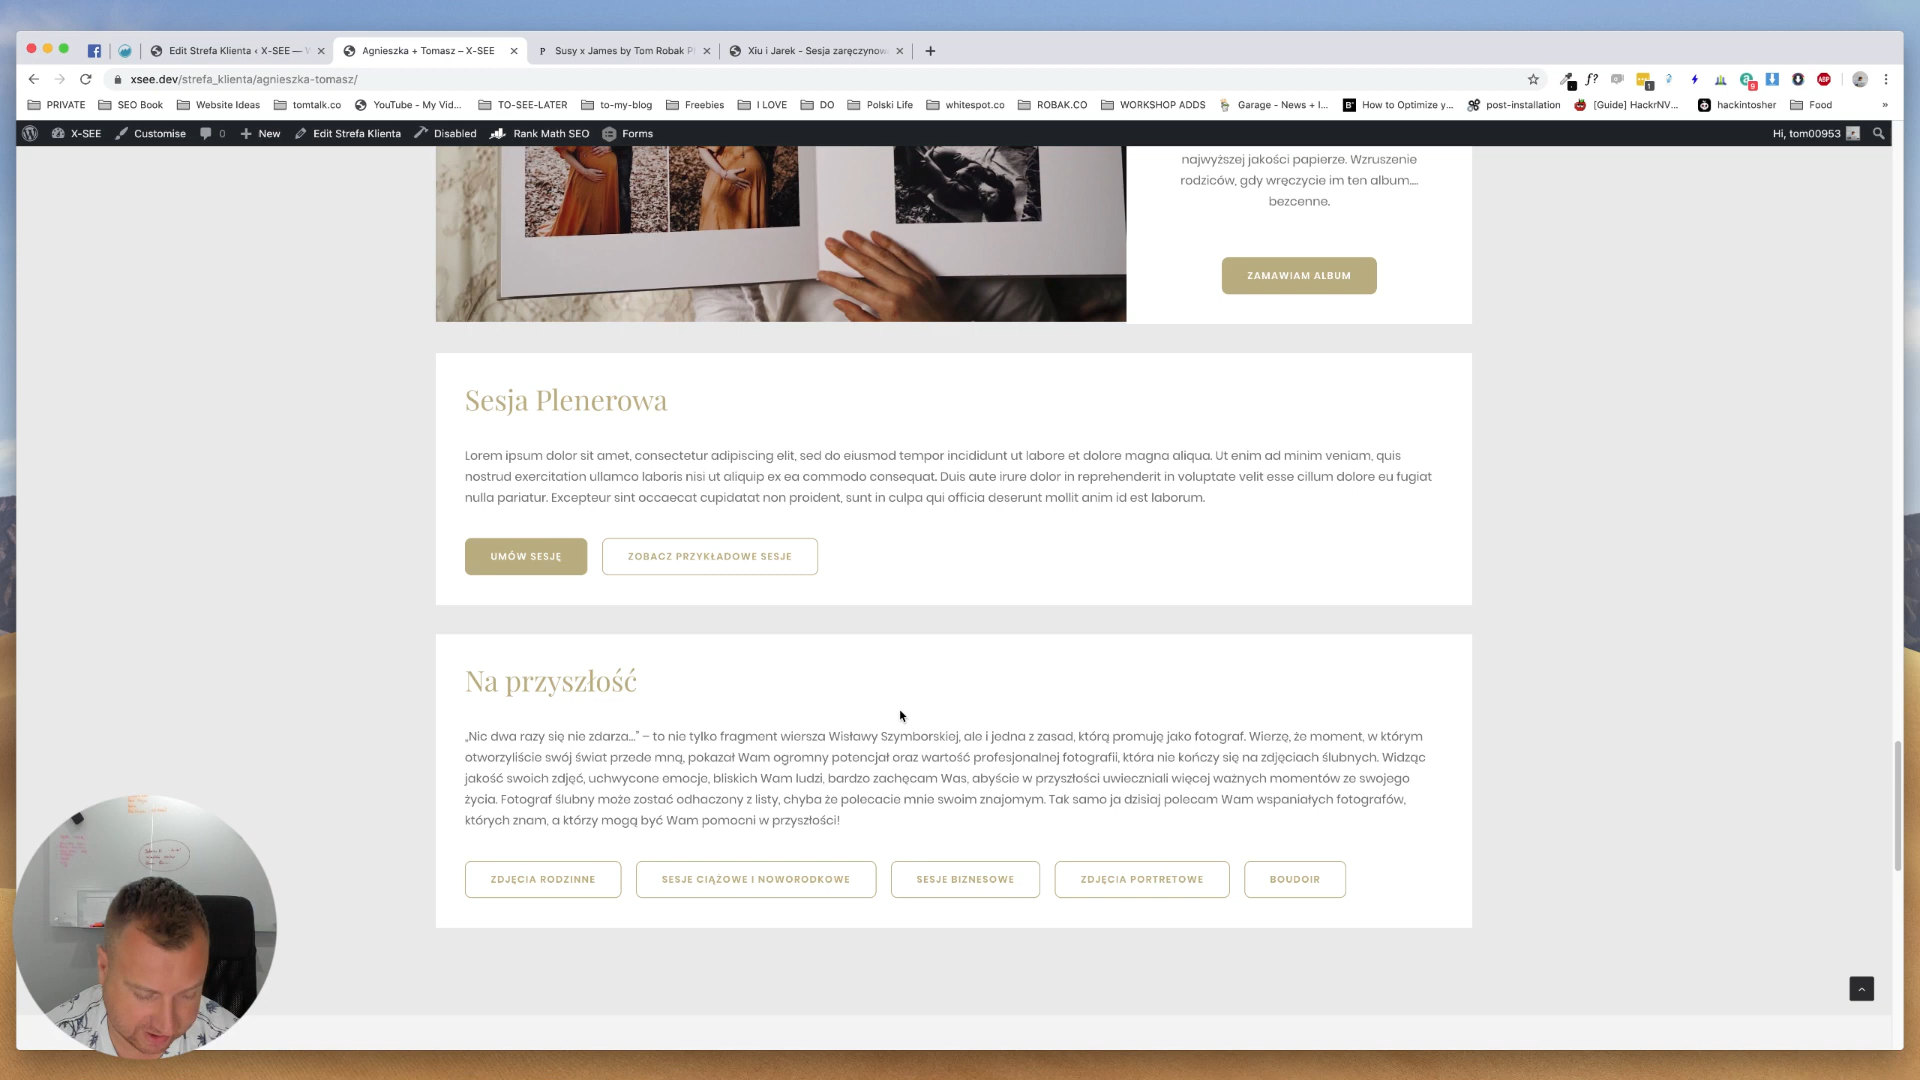 Edit Strefa Klienta ‹ X-SEE — W
Agnieszka + Tomasz – X-SEE
P Susy x James by Tom Robak P
Xiu i Jarek - Sesja zaręczynow
xsee.dev/strefa_klienta/agnieszka-tomasz/
PRIVATE
SEO Book
Website Ideas
tomtalk.co
YouTube - My Vid...
TO-SEE-LATER
to-my-blog
Freebies
I LOVE
DO
Polski Life
whitespot.co
ROBAK.CO
WORKSHOP ADDS
Garage - News + I...
How to Optimize y...
post-installation
[Guide] HackrNV...
hackintosher
Food
X-SEE
Customise
0
New
Edit Strefa Klienta
Disabled
Rank Math SEO
Forms
Hi, tom00953
najwyższej jakości papierze. Wzruszenie
rodziców, gdy wręczycie im ten album....
bezcenne.
ZAMAWIAM ALBUM
Sesja Plenerowa
Lorem ipsum dolor sit amet, consectetur adipiscing elit, sed do eiusmod tempor incididunt ut labore et dolore magna aliqua. Ut enim ad minim veniam, quis
nostrud exercitation ullamco laboris nisi ut aliquip ex ea commodo consequat. Duis aute irure dolor in reprehenderit in voluptate velit esse cillum dolore eu fugiat
nulla pariatur. Excepteur sint occaecat cupidatat non proident, sunt in culpa qui officia deserunt mollit anim id est laborum.
UMÓW SESJĘ
ZOBACZ PRZYKŁADOWE SESJE
Na przyszłość
„Nic dwa razy się nie zdarza…” – to nie tylko fragment wiersza Wisławy Szymborskiej, ale i jedna z zasad, którą promuję jako fotograf. Wierzę, że moment, w którym
otworzyliście swój świat przede mną, pokazał Wam ogromny potencjał oraz wartość profesjonalnej fotografii, która nie kończy się na zdjęciach ślubnych. Widząc
jakość swoich zdjęć, uchwycone emocje, bliskich Wam ludzi, bardzo zachęcam Was, abyście w przyszłości uwieczniali więcej ważnych momentów ze swojego
życia. Fotograf ślubny może zostać odhaczony z listy, chyba że polecacie mnie swoim znajomym. Tak samo ja dzisiaj polecam Wam wspaniałych fotografów,
których znam, a którzy mogą być Wam pomocni w przyszłości!
ZDJĘCIA RODZINNE
SESJE CIĄŻOWE I NOWORODKOWE
SESJE BIZNESOWE
ZDJĘCIA PORTRETOWE
BOUDOIR